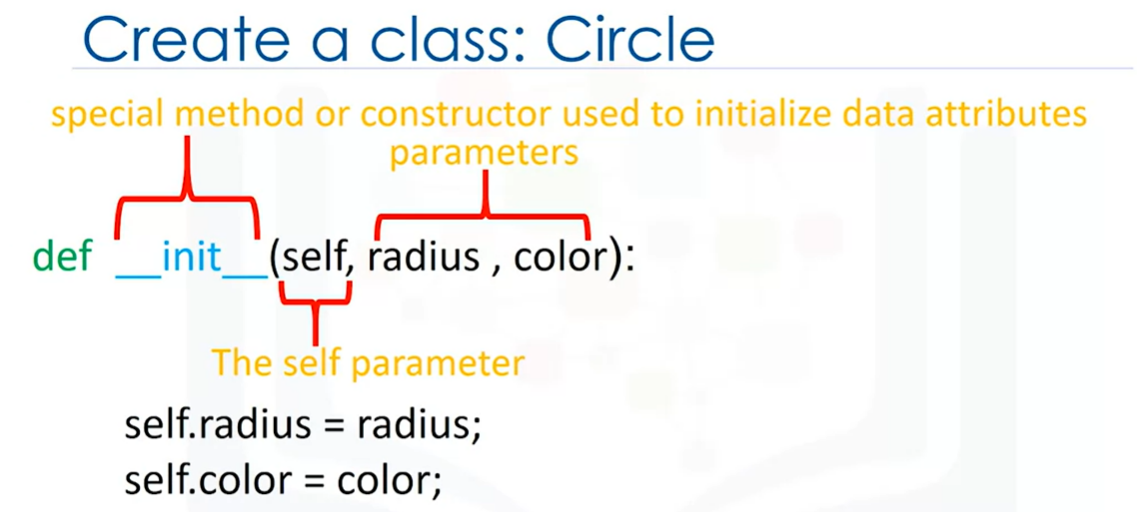 Create a class: Circle
special method or constructor used to initialize data attributes
parameters
def __init__(self, radius , color):
The self parameter
self.radius = radius;
self.color = color;